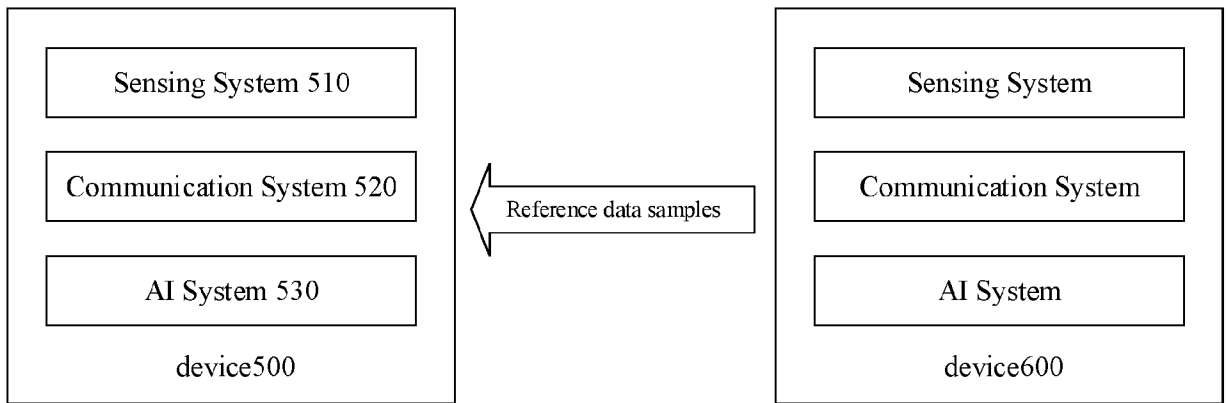 Sensing System 510
Communication System 520
AI System 530
device500
Reference data samples
Sensing System
Communication System
AI System
device600